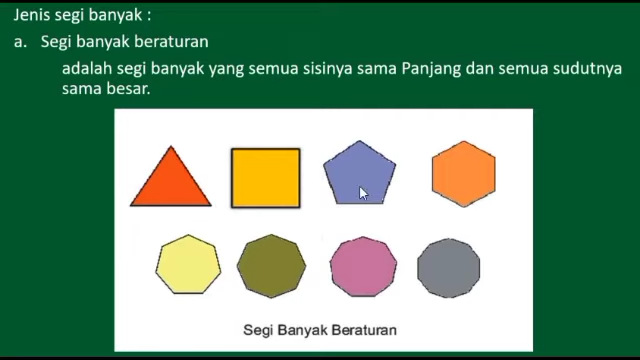 Jenis segi banyak :
a. Segi banyak beraturan
adalah segi banyak yang semua sisinya sama Panjang dan semua sudutnya
sama besar.
Segi Banyak Beraturan